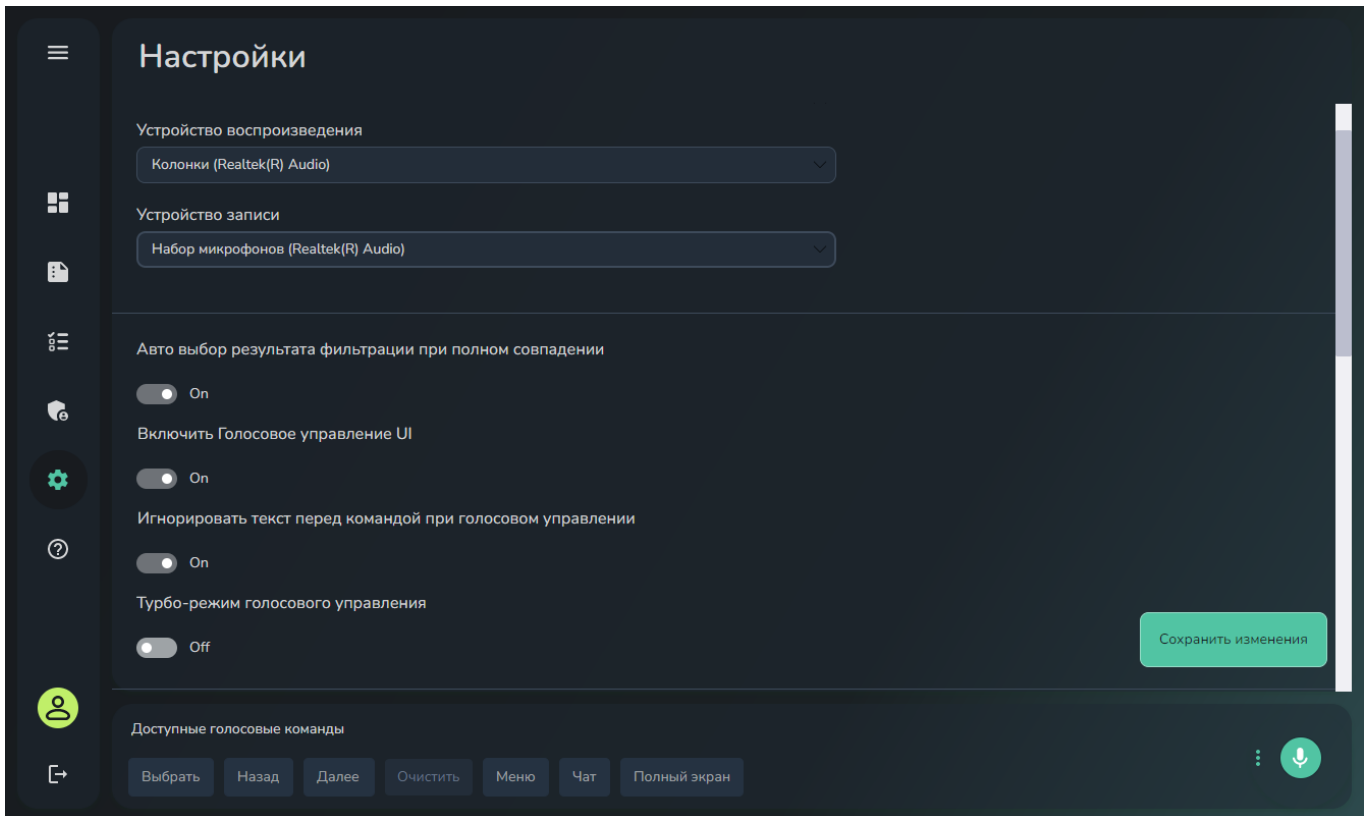 Настройки
Устройство воспроизведения
Колонки (Realtek(R) Audio)
Устройство записи
Набор микрофонов (Realtek(R) Audio)
Авто выбор результата фильтрации при полном совпадении
On
Включить Голосовое управление UI
On
Игнорировать текст перед командой при голосовом управлении
On
Турбо-режим голосового управления
Off
Сохранить изменения
Доступные голосовые команды
Выбрать Назад Далее Очистить Меню Чат Полный экран